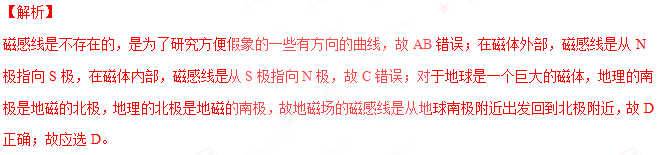 【解析】
磁感线是不存在的，是为了研究方便假象的一些有方向的曲线，故 AB 错误；在磁体外部，磁感线是从 N
极指向 S 极，在磁体内部，磁感线是从 S 极指向 N 极，故 C 错误；对于地球是一个巨大的磁体，地理的南
极是地磁的北极，地理的北极是地磁的南极，故地磁场的磁感线是从地球南极附近出发回到北极附近，故 D
正确；故应选 D。